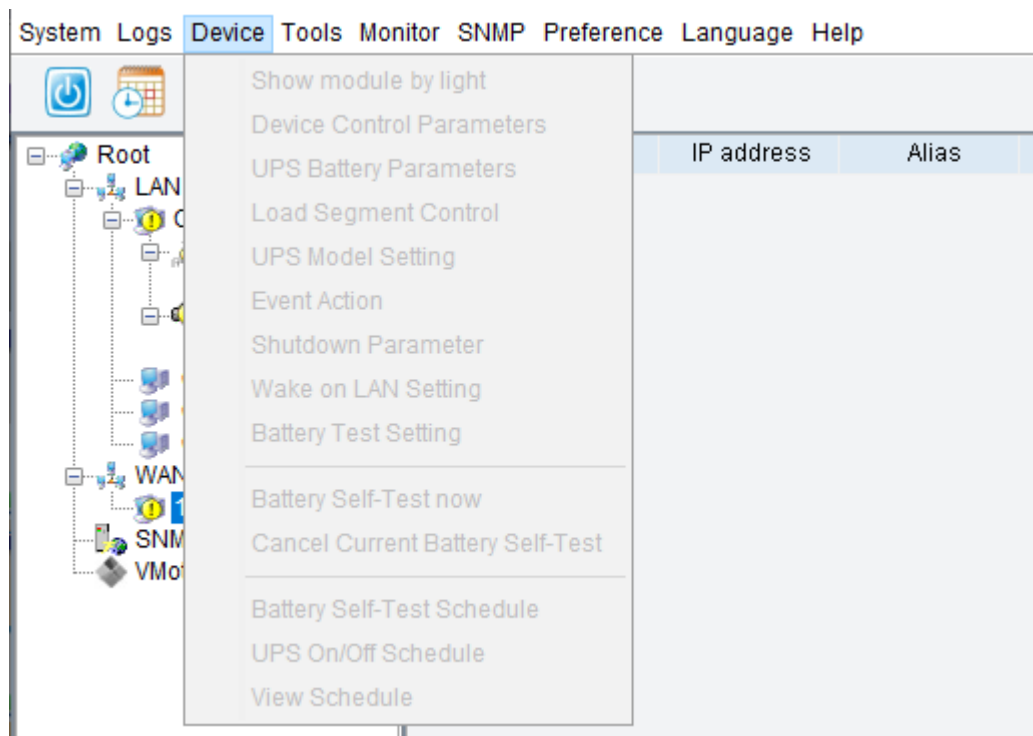 System Logs Device Tools Monitor SNMP Preference Language Help
Show module by light
Device Control Parameters
UPS Battery Parameters
Load Segment Control
UPS Model Setting
Event Action
Shutdown Parameter
Wake on LAN Setting
Battery Test Setting
Battery Self-Test now
Cancel Current Battery Self-Test
Battery Self-Test Schedule
UPS On/Off Schedule
View Schedule
Root
LAN
WAN
IP address Alias